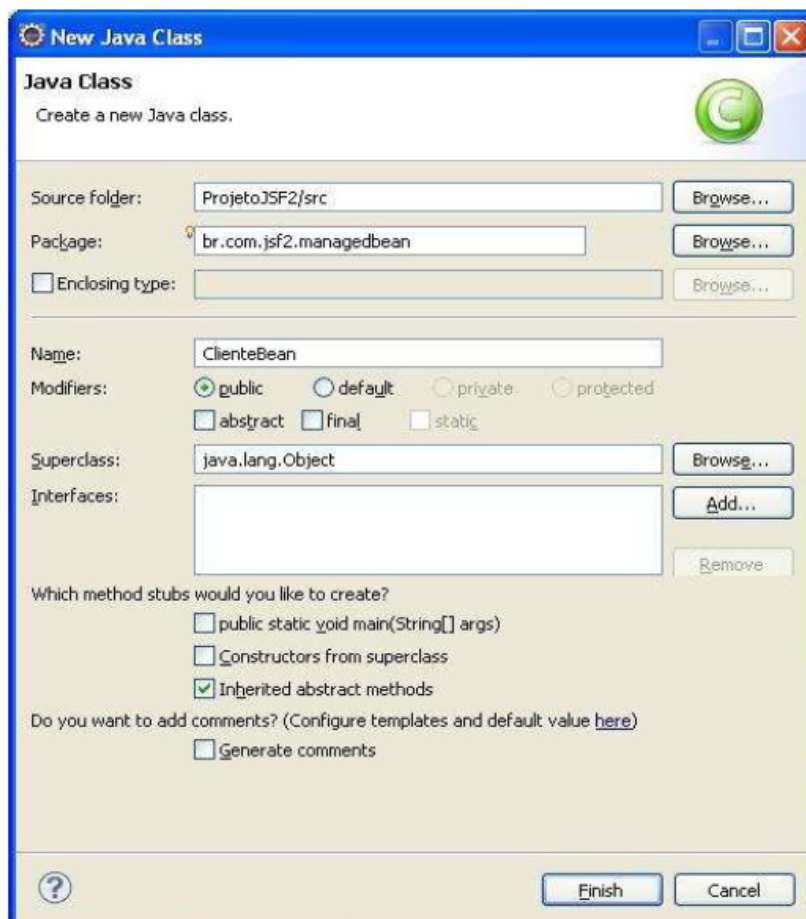 New Java Class
Java Class
Create a new Java class.
Source folder: ProjetoJSF2/src Browse...
Package: br.com.jsf2.managedbean Browse...
Enclosing type: Browse...
Name: ClienteBean
Modifiers: public default private protected
abstract final static
Superclass: java.lang.Object Browse...
Interfaces: Add...
Remove
Which method stubs would you like to create?
public static void main(String[] args)
Constructors from superclass
Inherited abstract methods
Do you want to add comments? (Configure templates and default value here)
Generate comments
? Finish Cancel